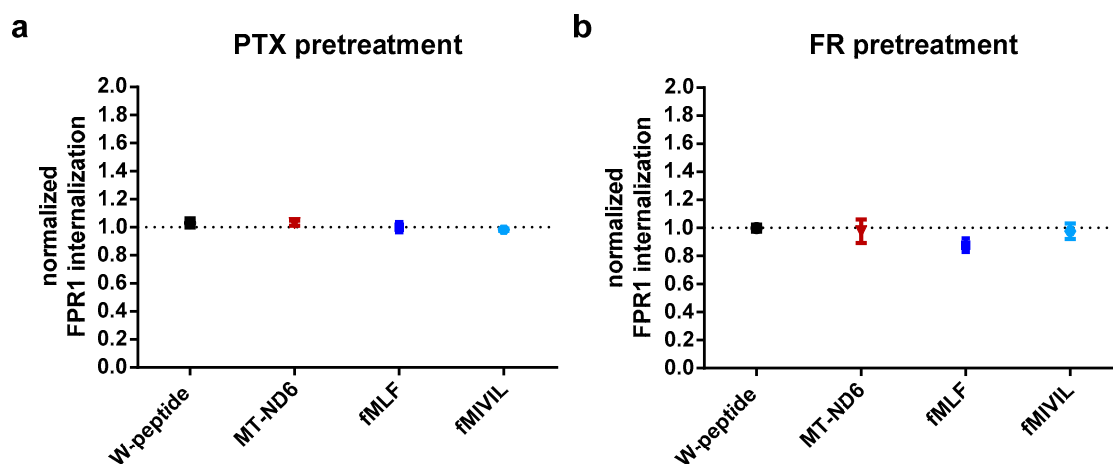 a
PTX pretreatment
normalized
FPR1 internalization
2.0
1.8
1.6
1.4
1.2
1.0
0.8
0.6
0.4
0.2
0.0
W-peptide
MT-ND6
fMLF
fMIVIL
b
FR pretreatment
normalized
FPR1 internalization
2.0
1.8
1.6
1.4
1.2
1.0
0.8
0.6
0.4
0.2
0.0
W-peptide
MT-ND6
fMLF
fMIVIL